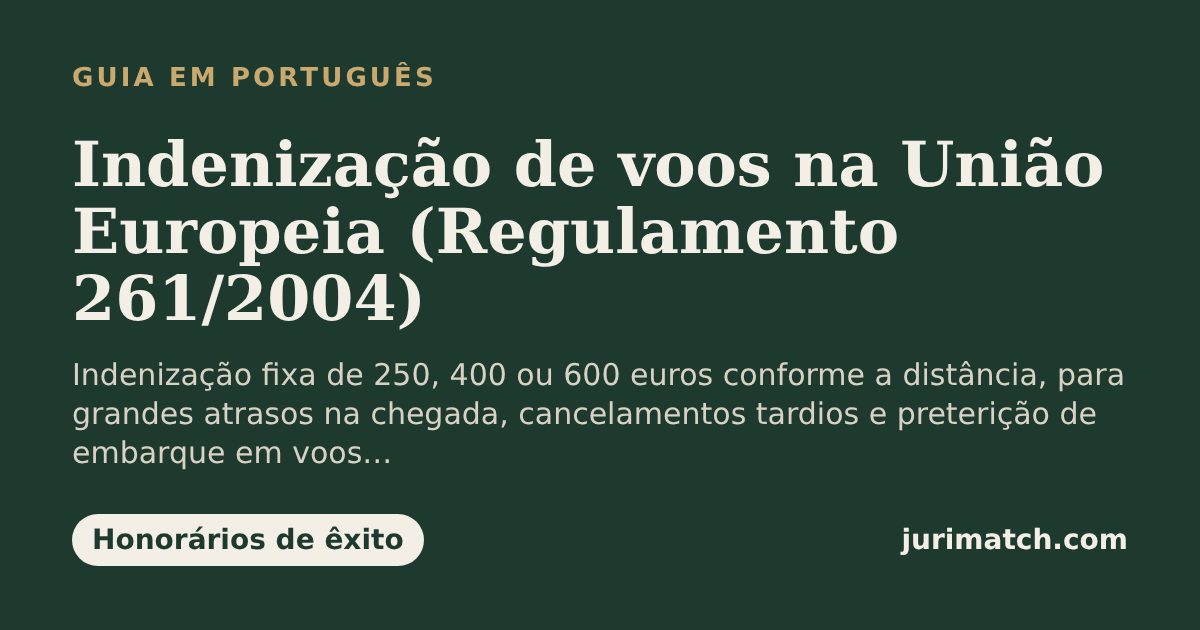 GUIA EM PORTUGUÊS
Indenização de voos na União
Europeia (Regulamento
261/2004)
Indenização fixa de 250, 400 ou 600 euros conforme a distância, para
grandes atrasos na chegada, cancelamentos tardios e preterição de
embarque em voos...
Honorários de êxito
jurimatch.com